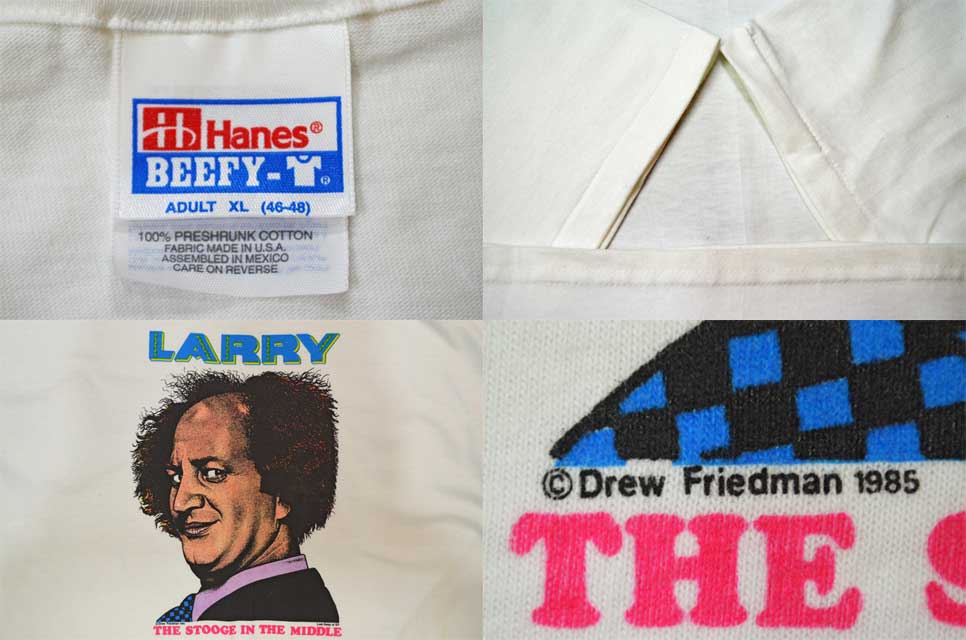 Hanes®
BEEFY-T®
ADULT XL (46-48)
100% PRESHRUNK COTTON
FABRIC MADE IN U.S.A.
ASSEMBLED IN MEXICO
CARE ON REVERSE
LARRY
THE STOOGE IN THE MIDDLE
© Drew Friedman 1985
THE S